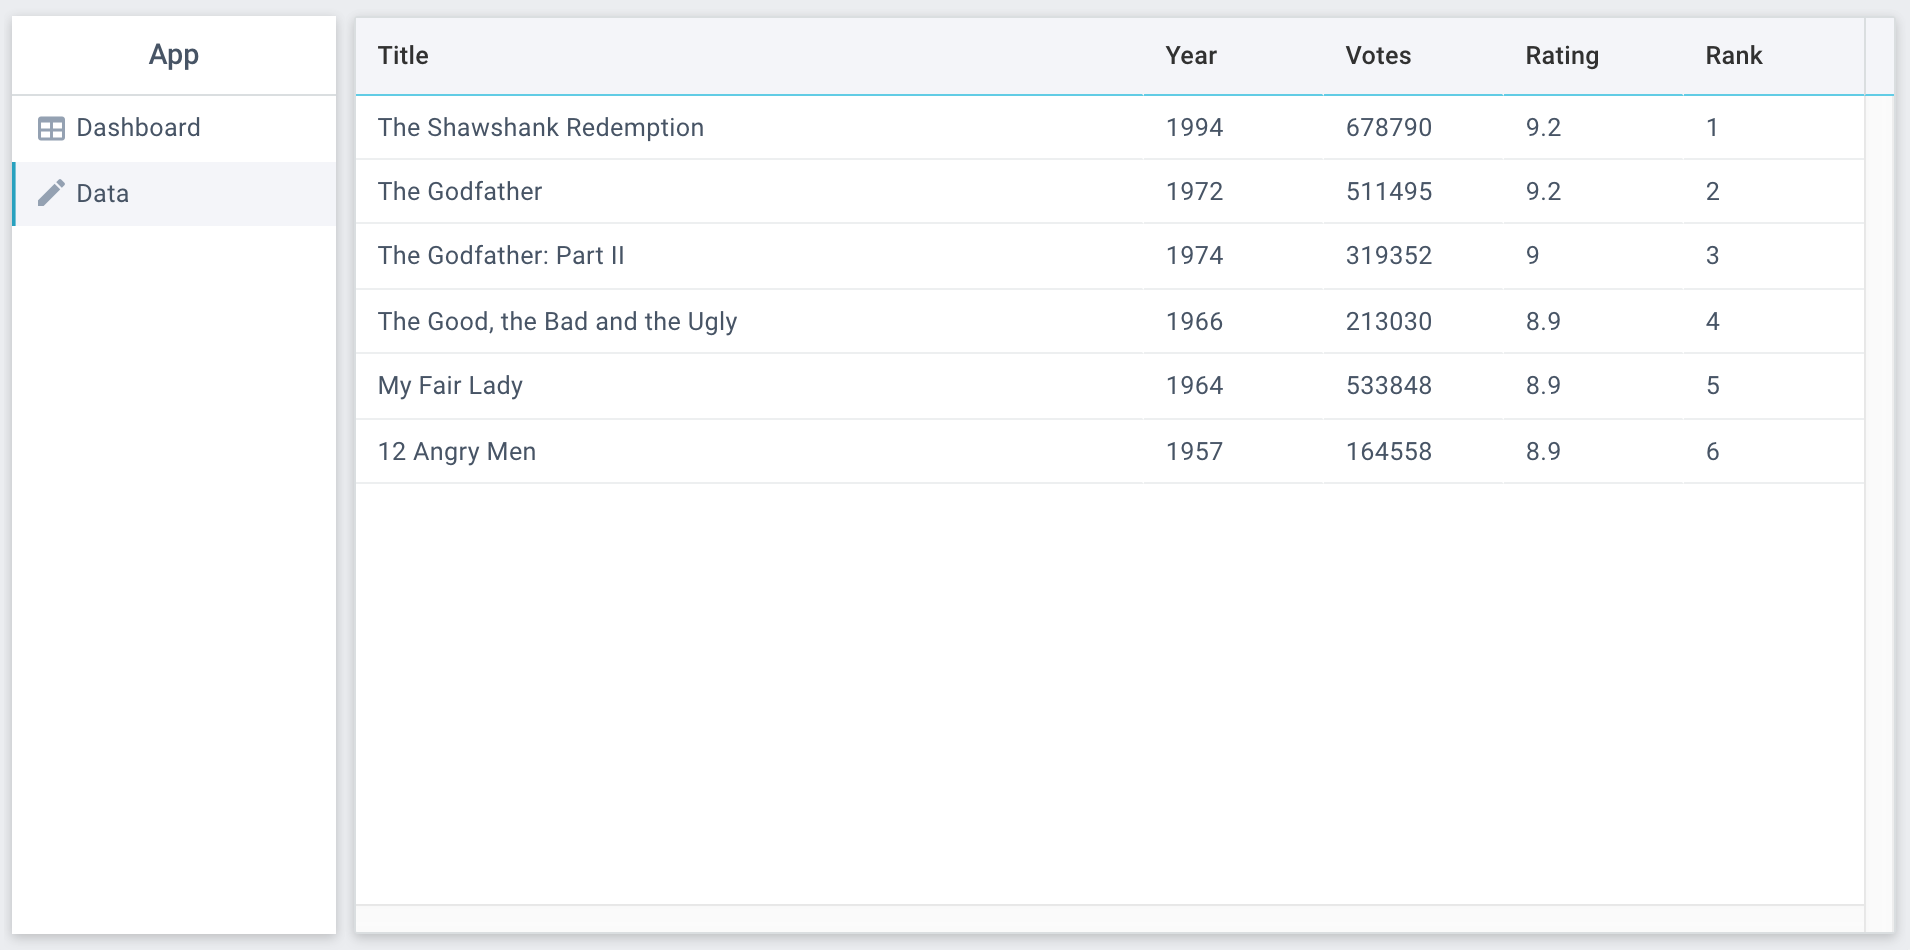 App
Dashboard
Data
Title Year Votes Rating Rank
The Shawshank Redemption 1994 678790 9.2 1
The Godfather 1972 511495 9.2 2
The Godfather: Part II 1974 319352 9 3
The Good, the Bad and the Ugly 1966 213030 8.9 4
My Fair Lady 1964 533848 8.9 5
12 Angry Men 1957 164558 8.9 6